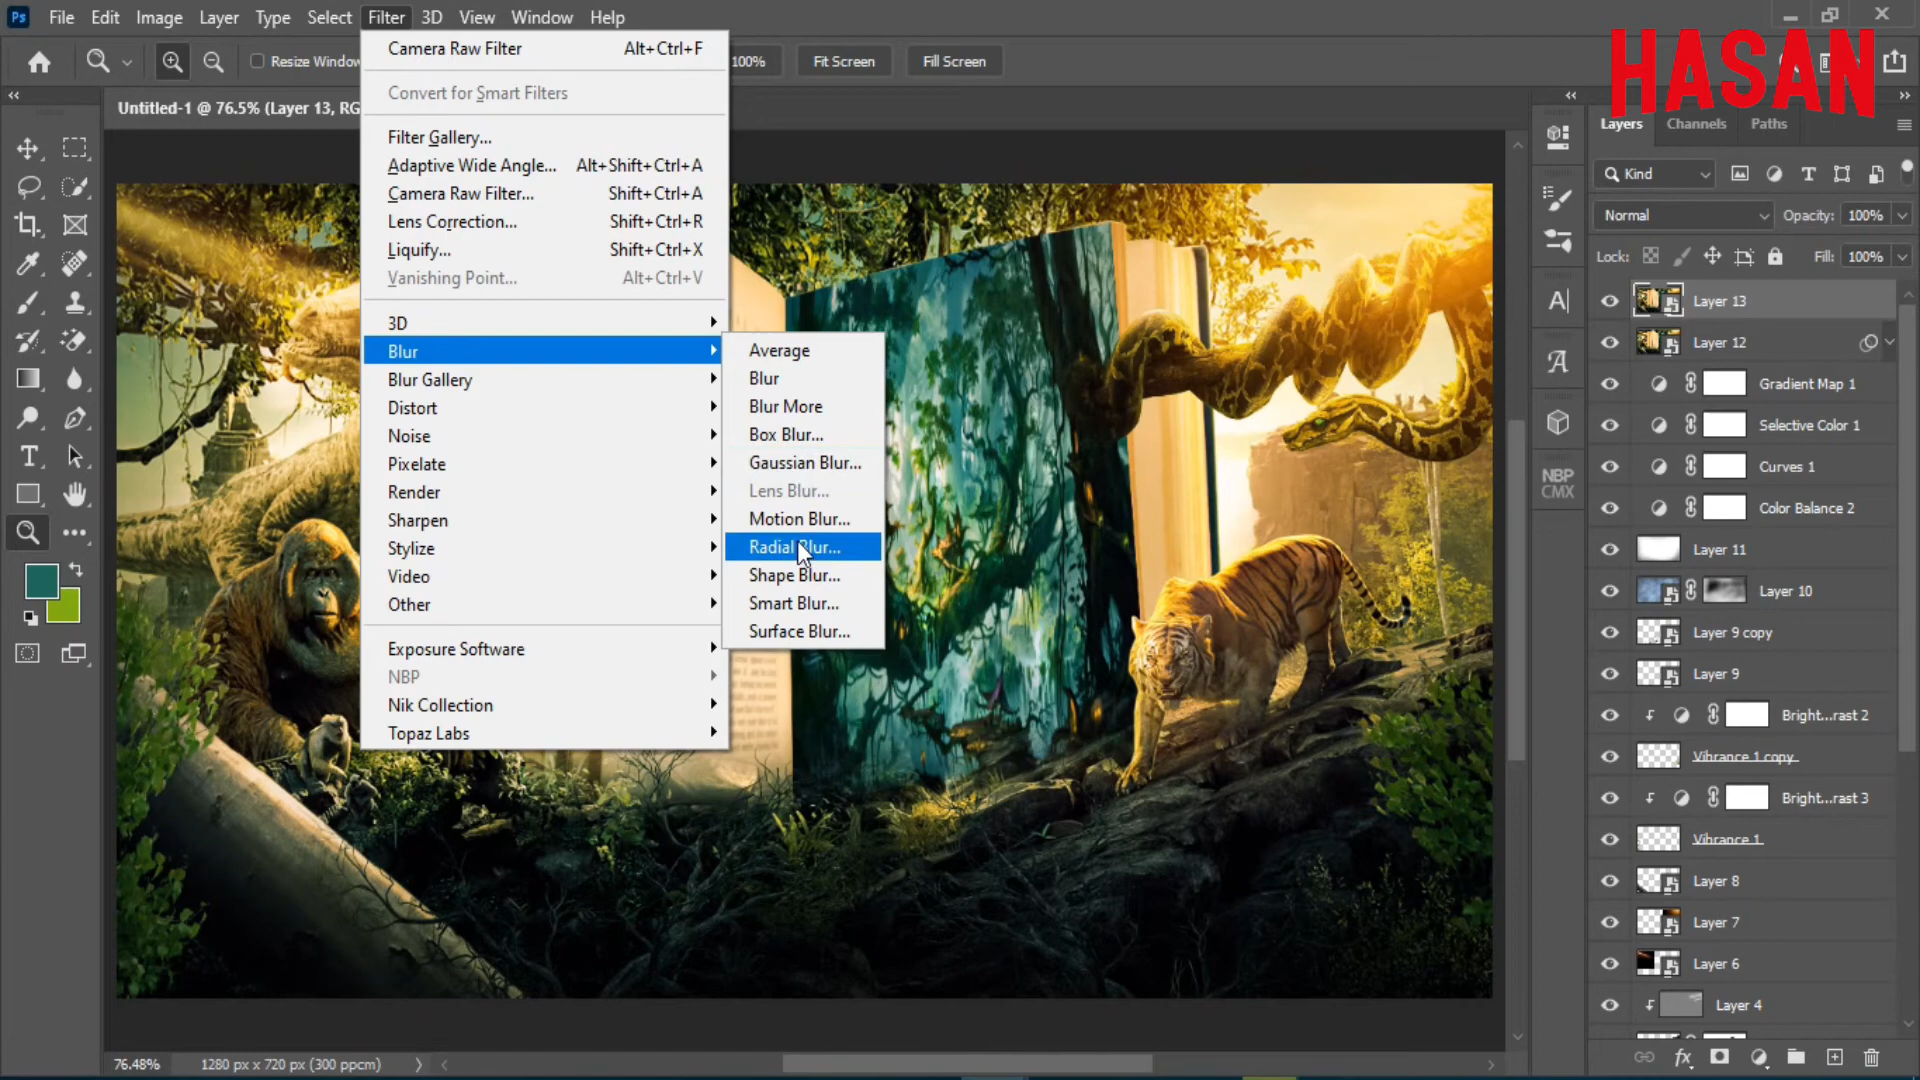 Ps File Edit Image Layer Type Select Filter 3D View Window Help
Resize Window
100% Fit Screen Fill Screen
HASAN
Untitled-1 @ 76.5% (Layer 13, RG
Camera Raw Filter Alt+Ctrl+F
Convert for Smart Filters
Filter Gallery...
Adaptive Wide Angle... Alt+Shift+Ctrl+A
Camera Raw Filter... Shift+Ctrl+A
Lens Correction... Shift+Ctrl+R
Liquify... Shift+Ctrl+X
Vanishing Point... Alt+Ctrl+V
3D
Blur
Blur Gallery
Distort
Noise
Pixelate
Render
Sharpen
Stylize
Video
Other
Exposure Software
NBP
Nik Collection
Topaz Labs
Average
Blur
Blur More
Box Blur...
Gaussian Blur...
Lens Blur...
Motion Blur...
Radial Blur...
Shape Blur...
Smart Blur...
Surface Blur...
NBP
CMX
Layers Channels Paths
Kind
Normal Opacity: 100%
Lock: Fill: 100%
Layer 13
Layer 12
Gradient Map 1
Selective Color 1
Curves 1
Color Balance 2
Layer 11
Layer 10
Layer 9 copy
Layer 9
Bright...rast 2
Vibrance 1 copy
Bright...rast 3
Vibrance 1
Layer 8
Layer 7
Layer 6
Layer 4
76.48% 1280 px x 720 px (300 ppcm)